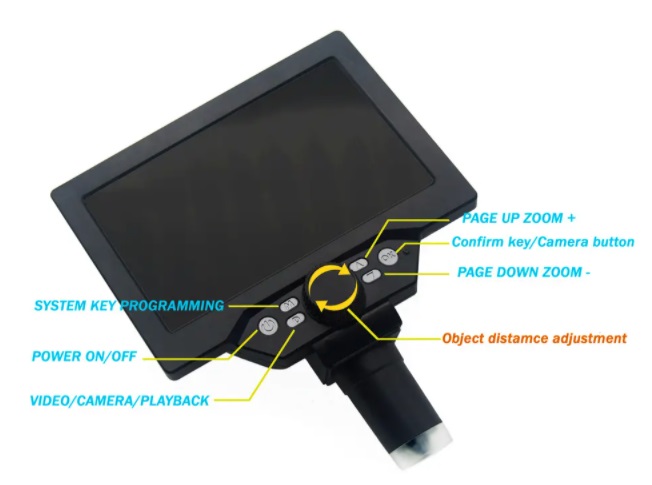 PAGE UP ZOOM +
Confirm key/Camera button
PAGE DOWN ZOOM -
SYSTEM KEY PROGRAMMING
Object distamce adjustment
POWER ON/OFF
VIDEO/CAMERA/PLAYBACK
OK
M